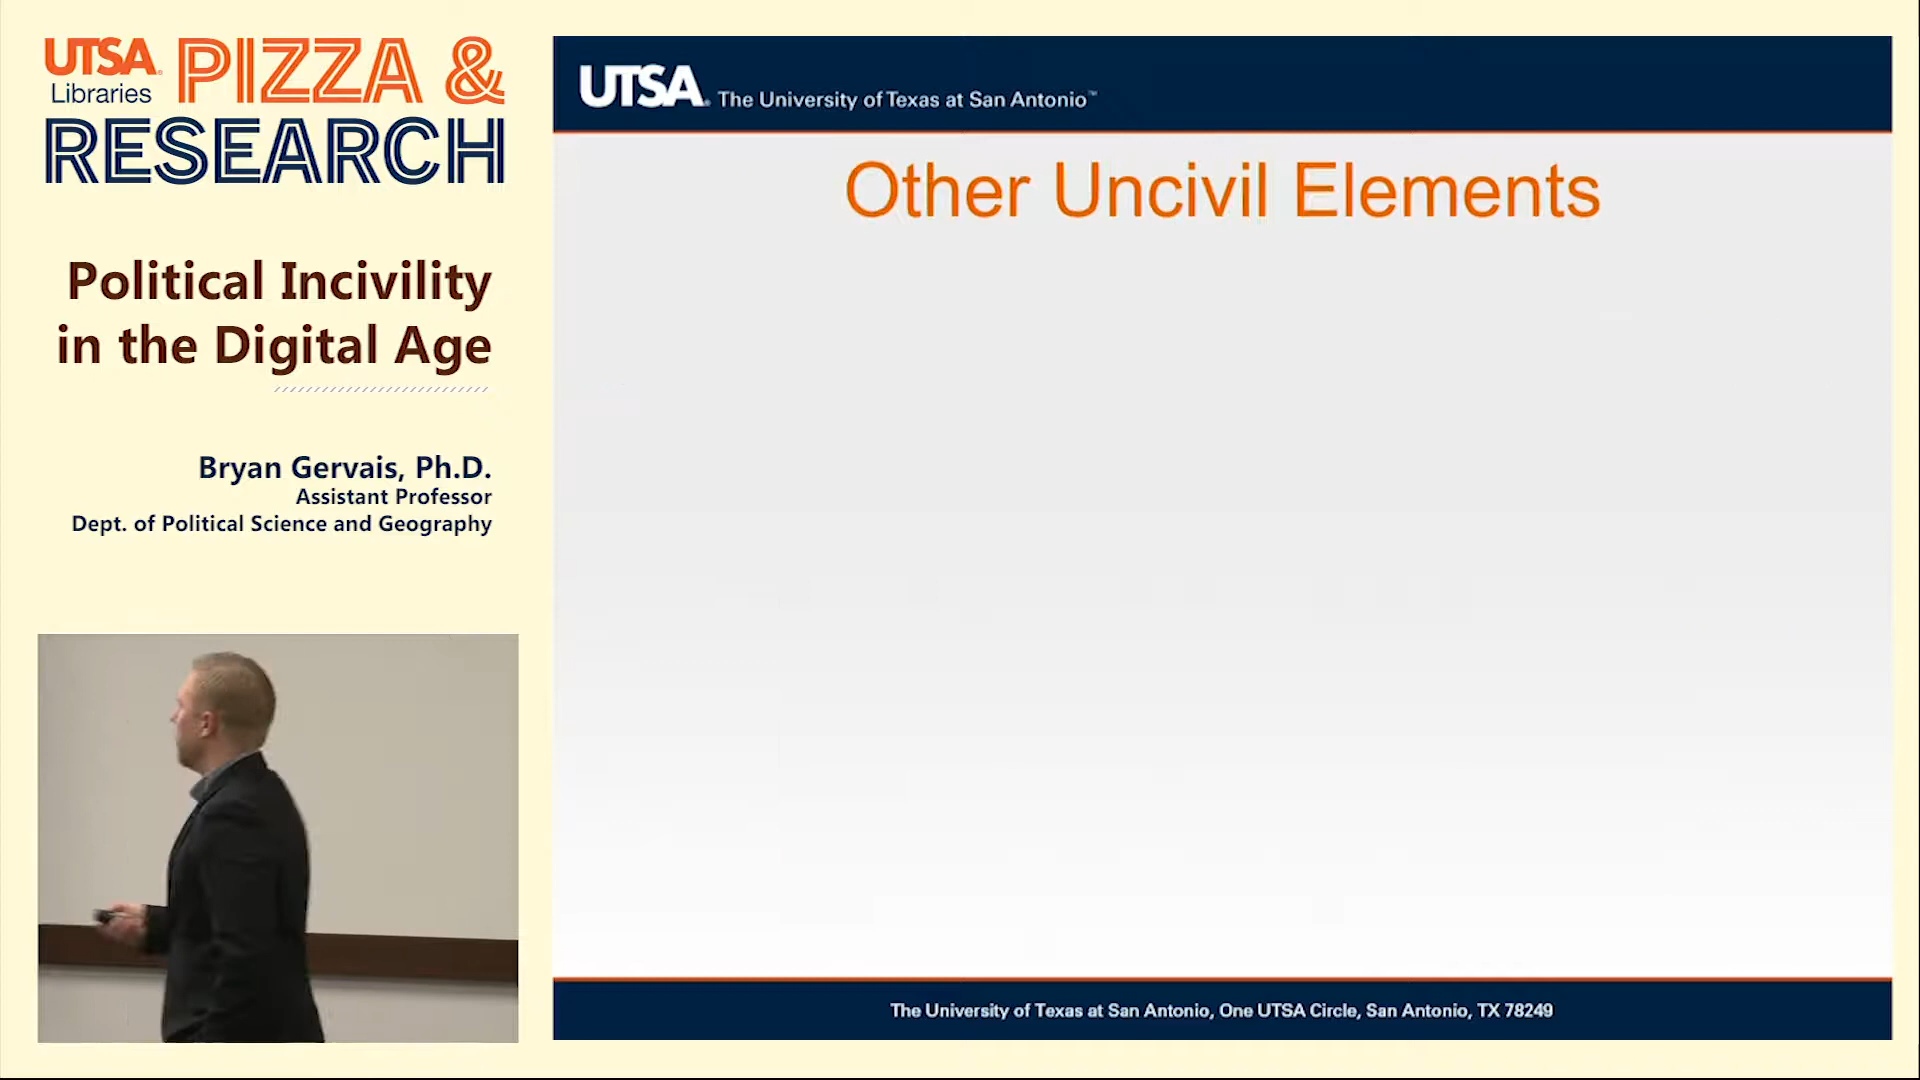 UTSA® PIZZA &
Libraries
RESEARCH
Political Incivility
in the Digital Age
Bryan Gervais, Ph.D.
Assistant Professor
Dept. of Political Science and Geography
UTSA® The University of Texas at San Antonio™
Other Uncivil Elements
The University of Texas at San Antonio, One UTSA Circle, San Antonio, TX 78249